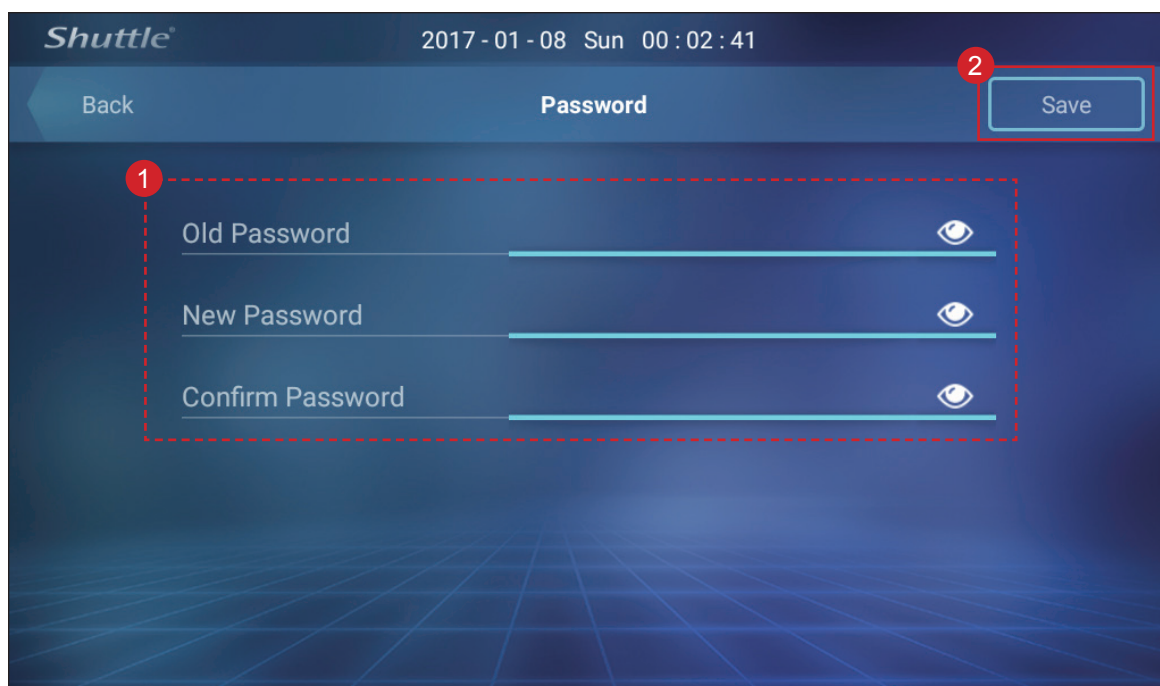 Shuttle® 2017 - 01 - 08 Sun 00 : 02 : 41
2
Back Password Save
1
Old Password
New Password
Confirm Password